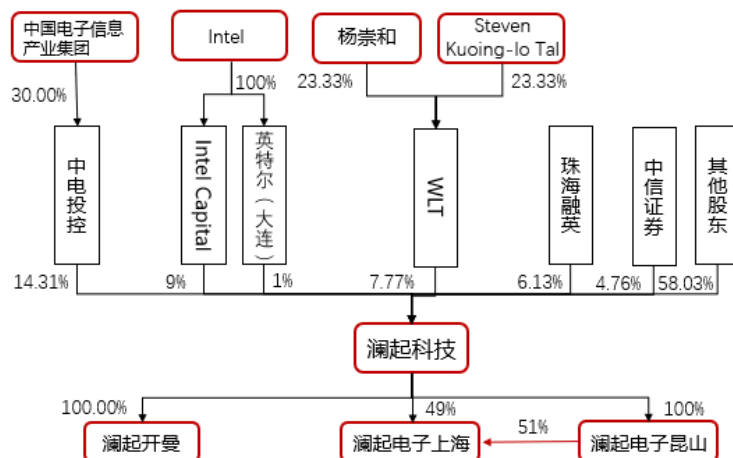 中国电子信息
产业集团
Intel
杨崇和
Steven
Kuoing-lo Tal
30.00%
100%
23.33%
23.33%
中电投控
Intel Capital
英特尔（大连）
WLT
珠海融英
中信证券
其他股东
14.31%
9%
1%
7.77%
6.13%
4.76%
58.03%
澜起科技
100.00%
49%
51%
100%
澜起开曼
澜起电子上海
澜起电子昆山